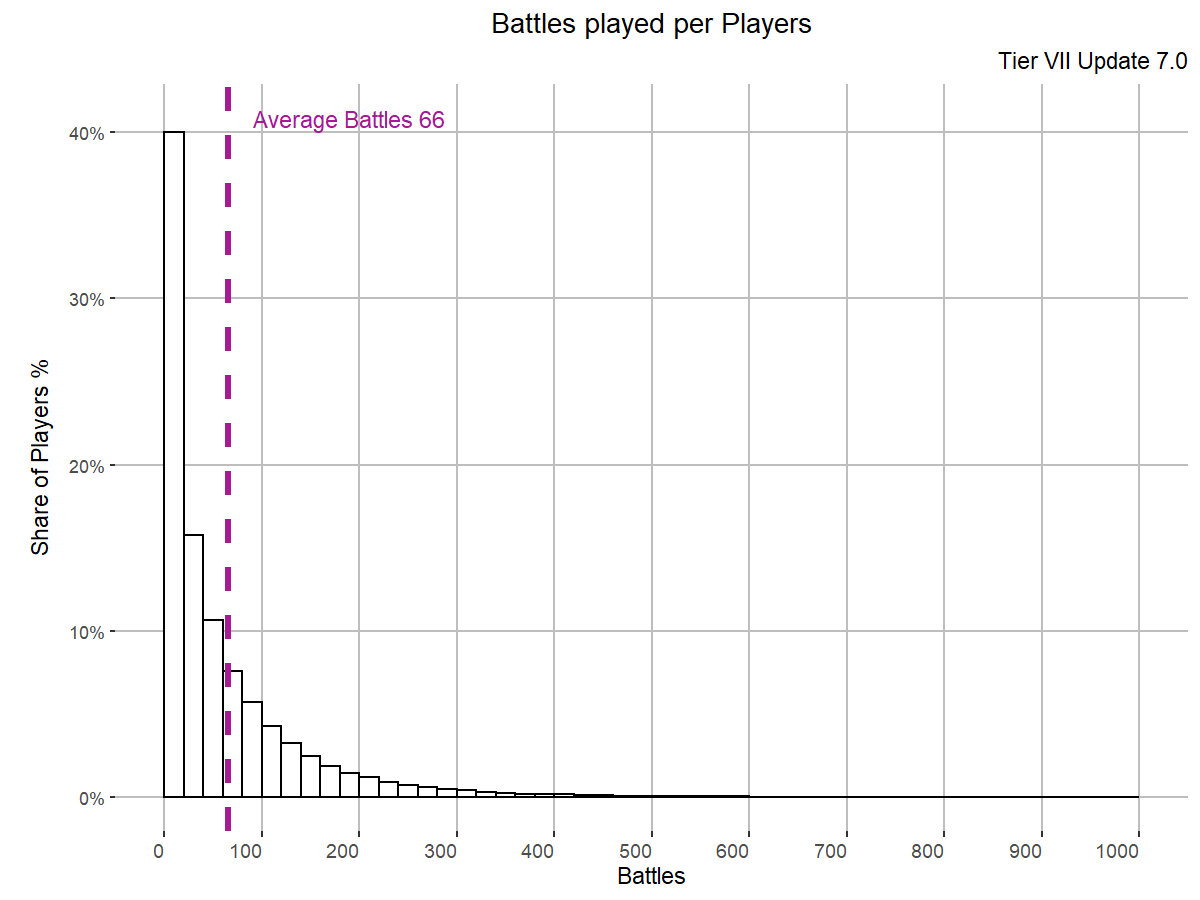 Battles played per Players
Tier VII Update 7.0
Average Battles 66
40%
30%
20%
10%
0%
Share of Players %
0 100 200 300 400 500 600 700 800 900 1000
Battles